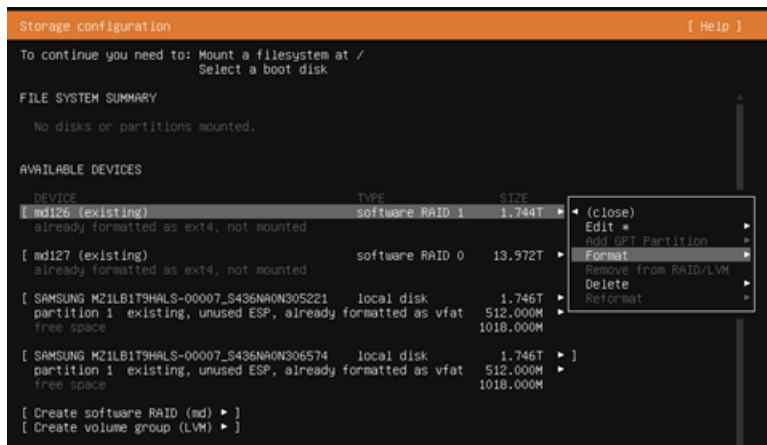 Storage configuration [ Help ]
To continue you need to: Mount a filesystem at /
Select a boot disk
FILE SYSTEM SUMMARY
No disks or partitions mounted.
AVAILABLE DEVICES
DEVICE TYPE SIZE
[ md126 (existing) software RAID 1 1.744T ▸
already formatted as ext4, not mounted
◂ (close)
Edit * ▸
Add GPT Partition ▸
Format ▸
Remove from RAID/LVM
Delete ▸
Reformat ▸
[ md127 (existing) software RAID 0 13.972T ▸
already formatted as ext4, not mounted
[ SAMSUNG MZ1LB1T9HALS-00007_S436NA0N305221 local disk 1.746T ▸
partition 1 existing, unused ESP, already formatted as vfat 512.000M ▸
free space 1018.000M
[ SAMSUNG MZ1LB1T9HALS-00007_S436NA0N306574 local disk 1.746T ▸ ]
partition 1 existing, unused ESP, already formatted as vfat 512.000M ▸
free space 1018.000M
[ Create software RAID (md) ▸ ]
[ Create volume group (LVM) ▸ ]